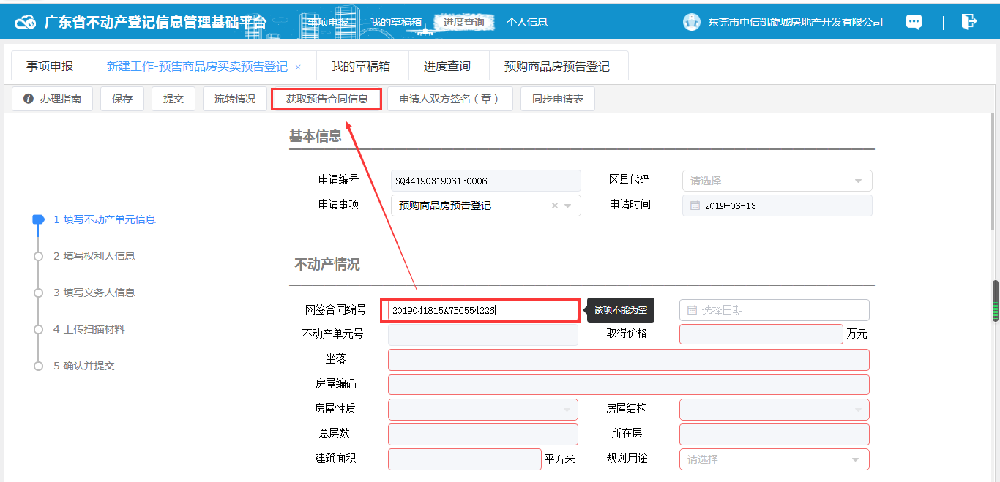 广东省不动产登记信息管理基础平台 事项申报 我的草稿箱 进度查询 个人信息 东莞市中信凯旋城房地产开发有限公司
事项申报 新建工作-预售商品房买卖预告登记 × 我的草稿箱 进度查询 预购商品房预告登记
办理指南 保存 提交 流转情况 获取预售合同信息 申请人双方签名（章） 同步申请表
基本信息
申请编号 SQ4419031906130006 区县代码 请选择
申请事项 预购商品房预告登记 × 申请时间 2019-06-13
1 填写不动产单元信息
2 填写权利人信息
3 填写义务人信息
4 上传扫描材料
5 确认并提交
不动产情况
网签合同编号 2019041815A7BC554226 该项不能为空 选择日期
不动产单元号 取得价格 万元
坐落
房屋编码
房屋性质 房屋结构
总层数 所在层
建筑面积 平方米 规划用途 请选择